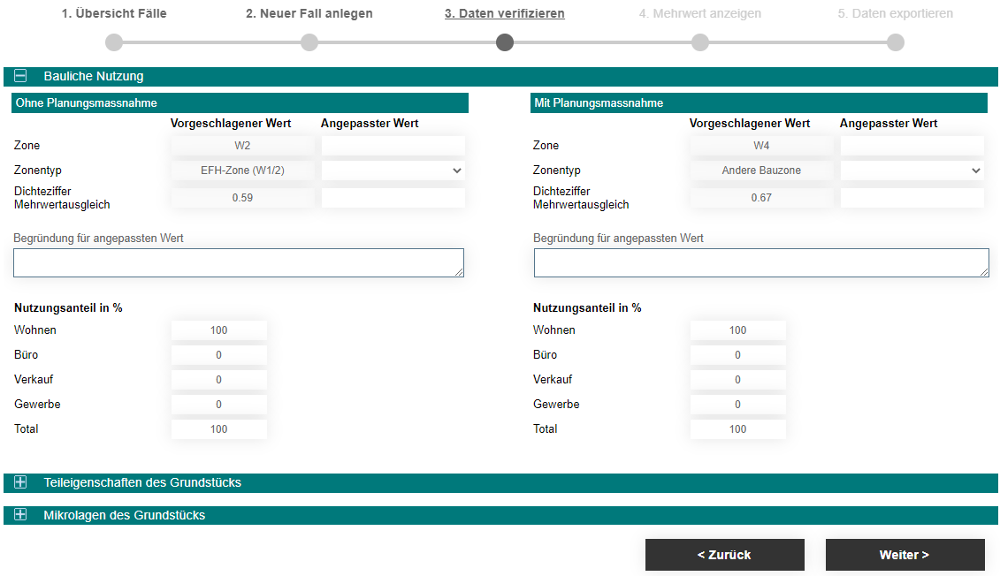 1. Übersicht Fälle
2. Neuer Fall anlegen
3. Daten verifizieren
4. Mehrwert anzeigen
5. Daten exportieren
Bauliche Nutzung
Ohne Planungsmassnahme
Vorgeschlagener Wert Angepasster Wert
Zone W2
Zonentyp EFH-Zone (W1/2)
Dichteziffer
Mehrwertausgleich
0.59
Begründung für angepassten Wert
Nutzungsanteil in %
Wohnen 100
Büro 0
Verkauf 0
Gewerbe 0
Total 100
Mit Planungsmassnahme
Vorgeschlagener Wert Angepasster Wert
Zone W4
Zonentyp Andere Bauzone
Dichteziffer
Mehrwertausgleich
0.67
Begründung für angepassten Wert
Nutzungsanteil in %
Wohnen 100
Büro 0
Verkauf 0
Gewerbe 0
Total 100
Teileigenschaften des Grundstücks
Mikrolagen des Grundstücks
< Zurück
Weiter >